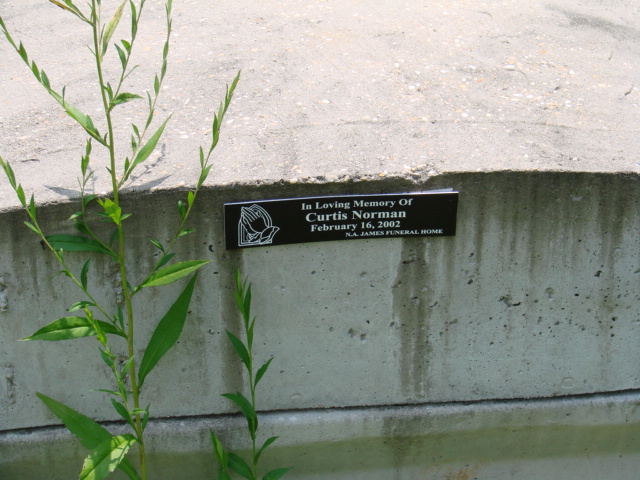 In Loving Memory Of
Curtis Norman
February 16, 2002
N.A. JAMES FUNERAL HOME